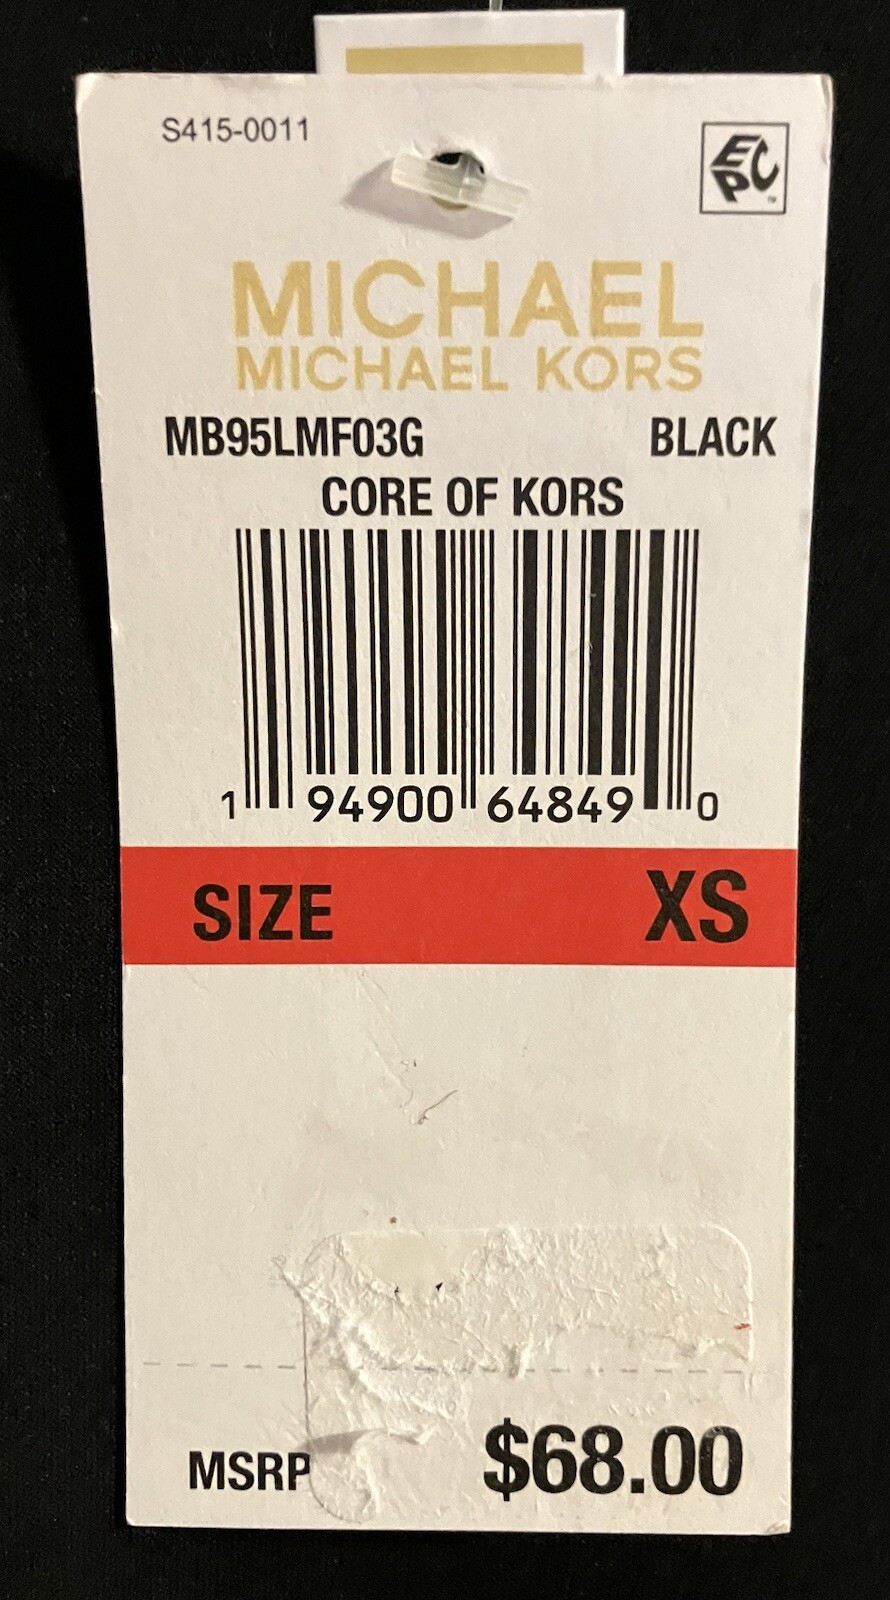 S415-0011
EPC
MICHAEL
MICHAEL KORS
MB95LMF03G BLACK
CORE OF KORS
1 94900 64849 0
SIZE XS
MSRP $68.00